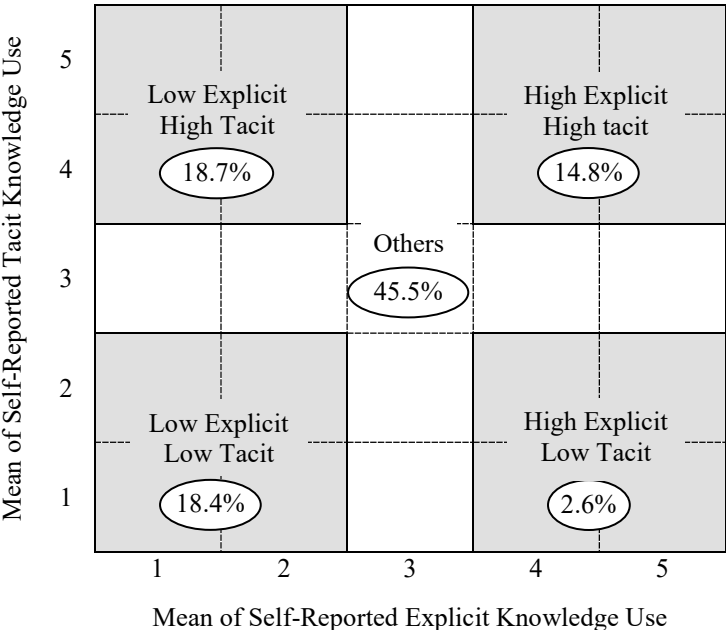 Mean of Self-Reported Tacit Knowledge Use
5
Low Explicit
High Tacit
18.7%
High Explicit
High tacit
14.8%
4
Others
3
45.5%
2
Low Explicit
Low Tacit
18.4%
High Explicit
Low Tacit
2.6%
1
1 2 3 4 5
Mean of Self-Reported Explicit Knowledge Use